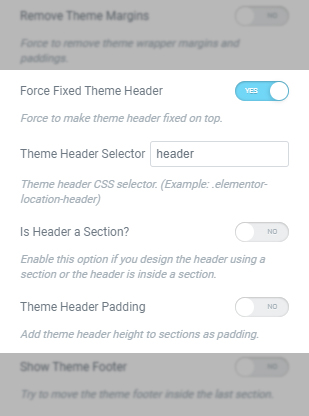 Remove Theme Margins NO
Force to remove theme wrapper margins and
paddings.
Force Fixed Theme Header YES
Force to make theme header fixed on top.
Theme Header Selector header
Theme header CSS selector. (Example: .elementor-
location-header)
Is Header a Section? NO
Enable this option if you design the header using a
section or the header is inside a section.
Theme Header Padding NO
Add theme header height to sections as padding.
Show Theme Footer NO
Try to move the theme footer inside the last section.